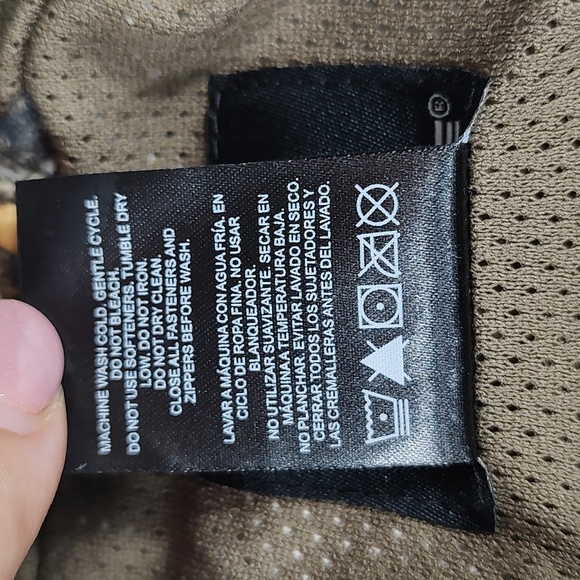 MACHINE WASH COLD, GENTLE CYCLE.
DO NOT BLEACH.
DO NOT USE SOFTENERS. TUMBLE DRY
LOW. DO NOT IRON.
DO NOT DRY CLEAN.
CLOSE ALL FASTENERS AND
ZIPPERS BEFORE WASH.
LAVAR A MÁQUINA CON AGUA FRÍA, EN
CICLO DE ROPA FINA. NO USAR
BLANQUEADOR.
NO UTILIZAR SUAVIZANTE. SECAR EN
MÁQUINA A TEMPERATURA BAJA.
NO PLANCHAR. EVITAR LAVADO EN SECO.
CERRAR TODOS LOS SUJETADORES Y
LAS CREMALLERAS ANTES DEL LAVADO.
®